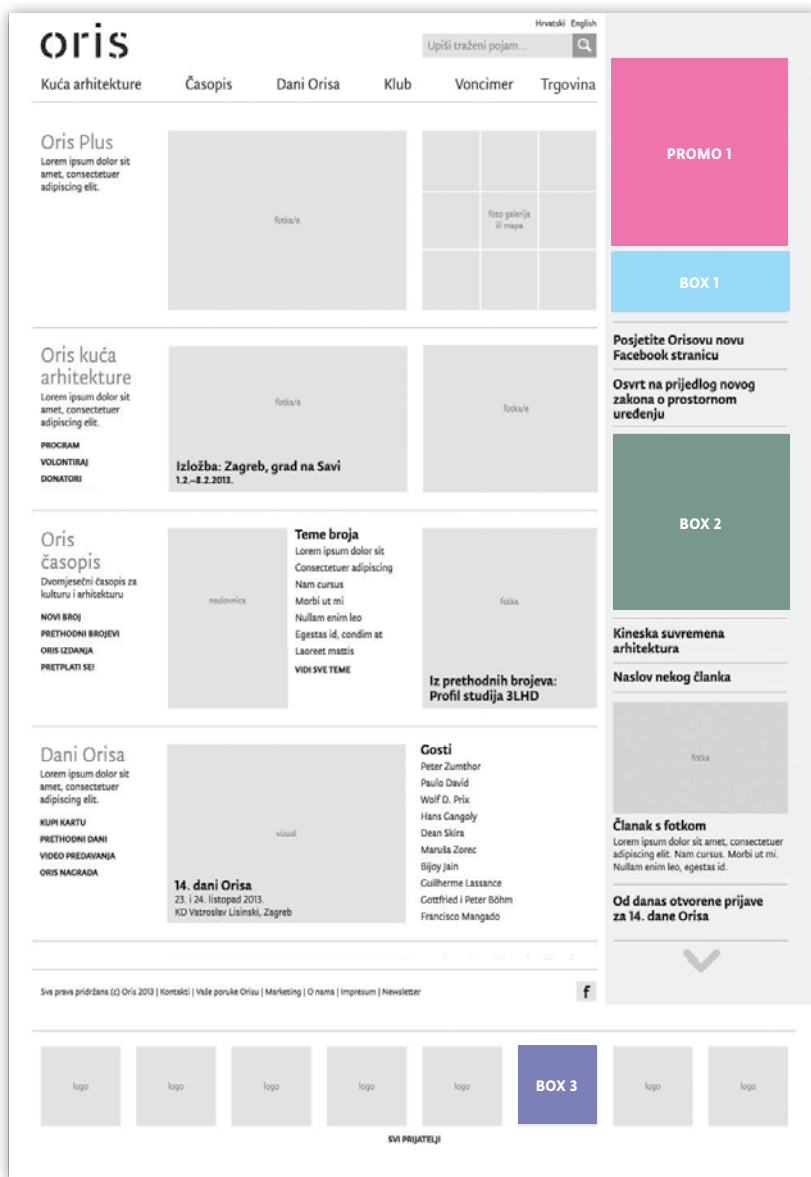 Hrvatski English
oris
Upiši traženi pojam...
Kuća arhitekture Časopis Dani Orisa Klub Voncimer Trgovina
Oris Plus
Lorem ipsum dolor sit
amet, consectetuer
adipiscing elit.
fotka/e
foto galerija
ili mapa
Oris kuća
arhitekture
Lorem ipsum dolor sit
amet, consectetuer
adipiscing elit.
PROGRAM
VOLONTIRAJ
DONATORI
fotka/e
Izložba: Zagreb, grad na Savi
1.2.–8.2.2013.
fotka/e
Oris
časopis
Dvomjesečni časopis za
kulturu i arhitekturu
NOVI BROJ
PRETHODNI BROJEVI
ORIS IZDANJA
PRETPLATI SE!
naslovnica
Teme broja
Lorem ipsum dolor sit
Consectetuer adipiscing
Nam cursus
Morbi ut mi
Nullam enim leo
Egestas id, condim at
Laoreet mattis
VIDI SVE TEME
fotka
Iz prethodnih brojeva:
Profil studija 3LHD
Dani Orisa
Lorem ipsum dolor sit
amet, consectetuer
adipiscing elit.
KUPI KARTU
PRETHODNI DANI
VIDEO PREDAVANJA
ORIS NAGRADA
vizual
14. dani Orisa
23. i 24. listopad 2013.
KD Vatroslav Lisinski, Zagreb
Gosti
Peter Zumthor
Paulo David
Wolf D. Prix
Hans Gangoly
Dean Skira
Maruša Zorec
Bijoy Jain
Guilherme Lassance
Gottfried i Peter Böhm
Francisco Mangado
PROMO 1
BOX 1
Posjetite Orisovu novu
Facebook stranicu
Osvrt na prijedlog novog
zakona o prostornom
uređenju
BOX 2
Kineska suvremena
arhitektura
Naslov nekog članka
fotka
Članak s fotkom
Lorem ipsum dolor sit amet, consectetuer
adipiscing elit. Nam cursus. Morbi ut mi.
Nullam enim leo, egestas id.
Od danas otvorene prijave
za 14. dane Orisa
Sva prava pridržana (c) Oris 2013 | Kontakti | Vaše poruke Orisu | Marketing | O nama | Impresum | Newsletter
f
logo logo logo logo logo BOX 3 logo logo
SVI PRIJATELJI